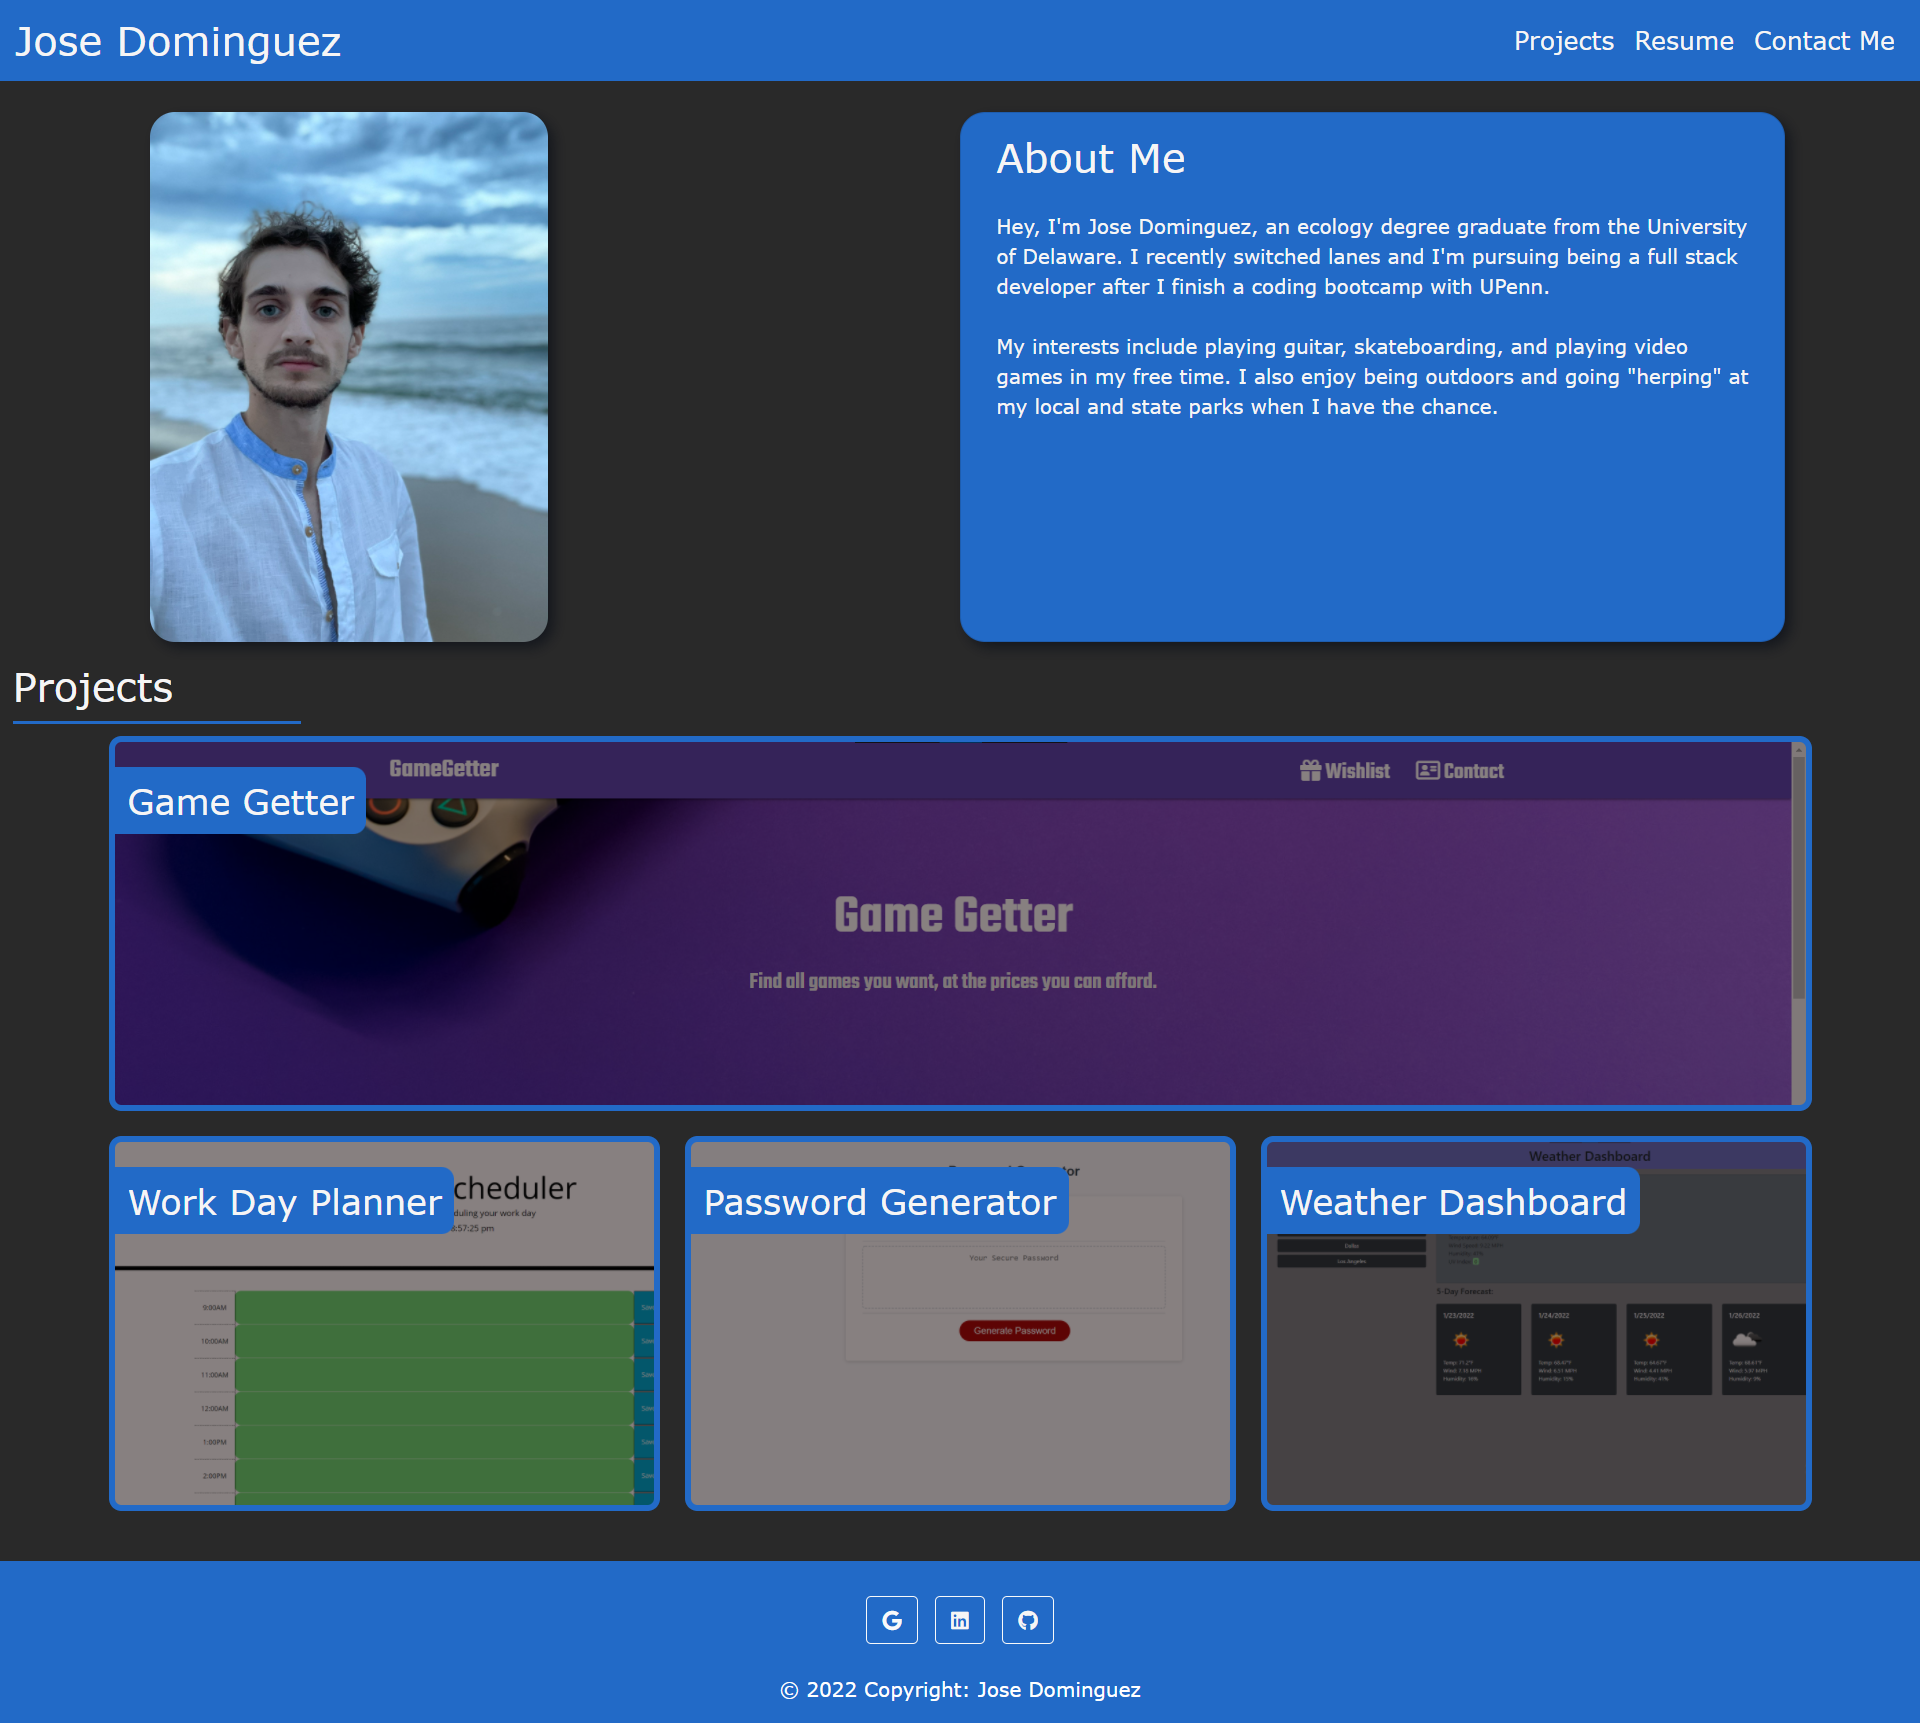 Jose Dominguez
Projects Resume Contact Me
About Me
Hey, I'm Jose Dominguez, an ecology degree graduate from the University
of Delaware. I recently switched lanes and I'm pursuing being a full stack
developer after I finish a coding bootcamp with UPenn.
My interests include playing guitar, skateboarding, and playing video
games in my free time. I also enjoy being outdoors and going "herping" at
my local and state parks when I have the chance.
Projects
GameGetter
Wishlist Contact
Game Getter
Game Getter
Find all games you want, at the prices you can afford.
Work Day Planner
cheduler
duling your work day
8:57:25 pm
9:00AM
10:00AM
11:00AM
12:00AM
1:00PM
2:00PM
Password Generator
Your Secure Password
Generate Password
Weather Dashboard
Weather Dashboard
Dallas
Los Angeles
5-Day Forecast:
1/23/2022 1/24/2022 1/25/2022 1/26/2022
© 2022 Copyright: Jose Dominguez